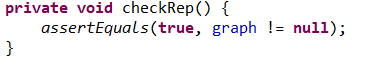 private void checkRep() {
    assertEquals(true, graph != null);
}